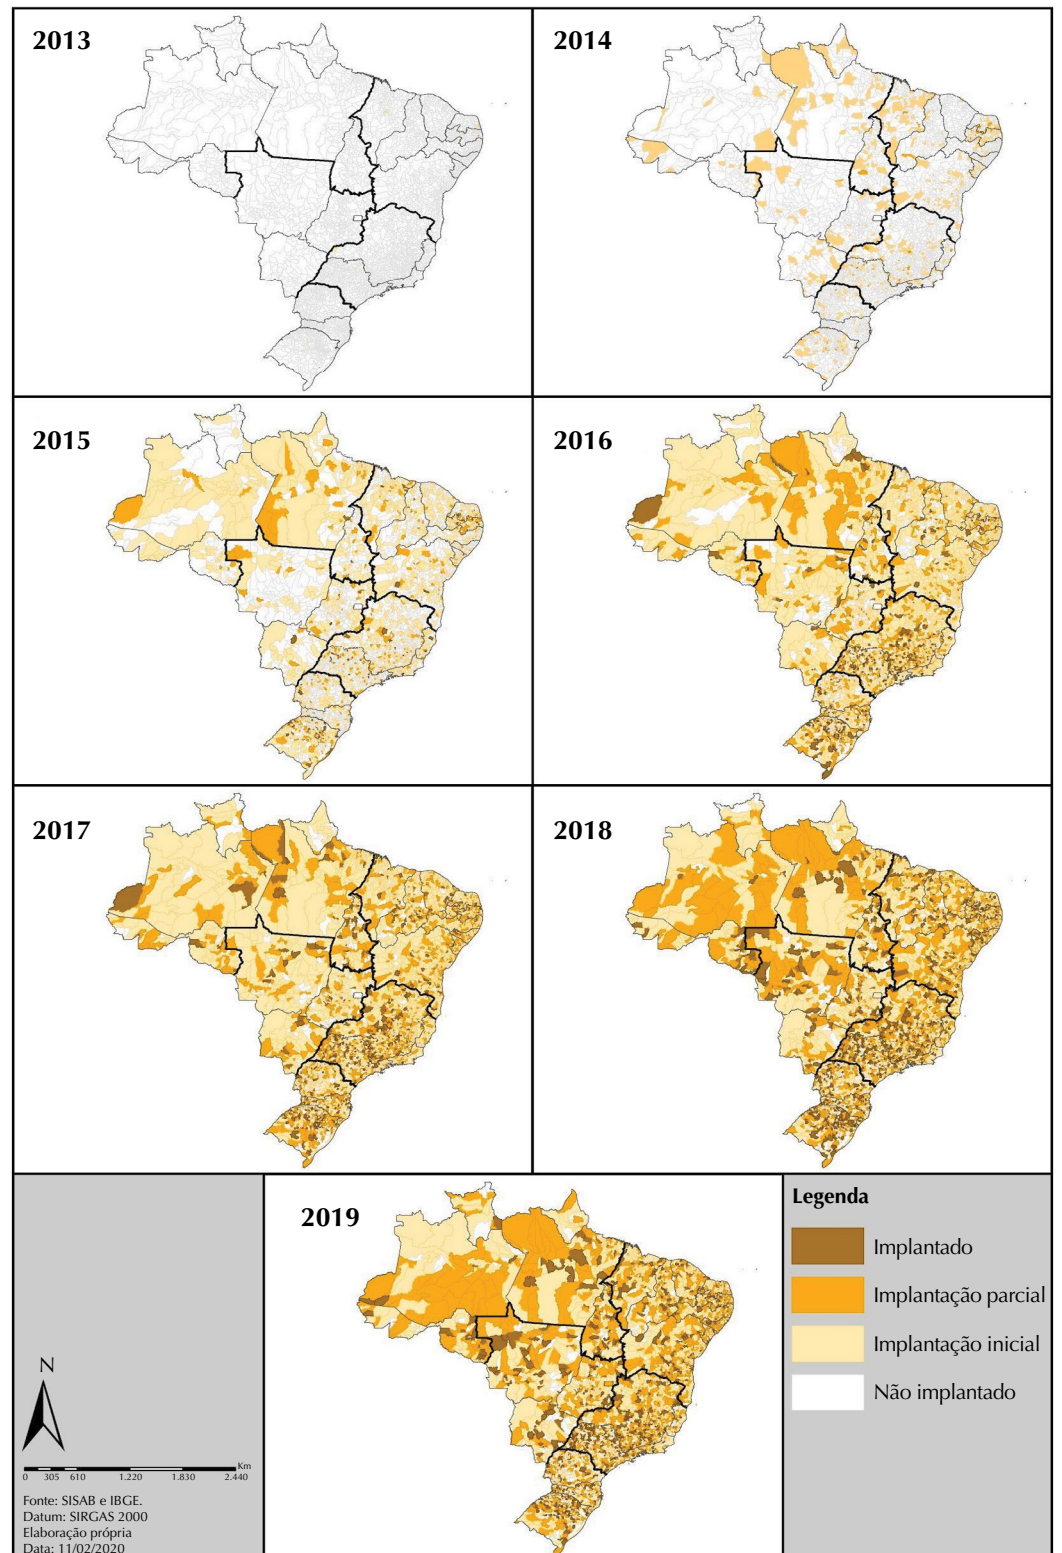 2013
2014
2015
2016
2017
2018
2019
Legenda
Implantado
Implantação parcial
Implantação inicial
Não implantado
N
Km
0 305 610 1.220 1.830 2.440
Fonte: SISAB e IBGE.
Datum: SIRGAS 2000
Elaboração própria
Data: 11/02/2020